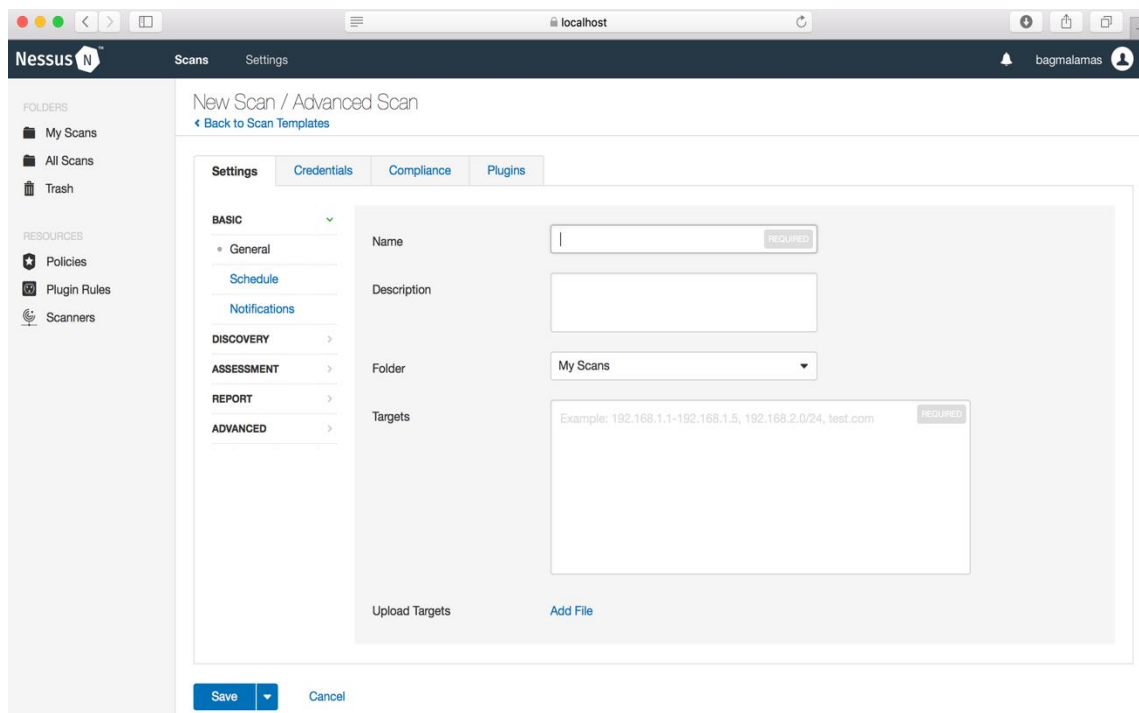 localhost
Nessus N ™
Scans Settings
bagmalamas
FOLDERS
My Scans
All Scans
Trash
RESOURCES
Policies
Plugin Rules
Scanners
New Scan / Advanced Scan
Back to Scan Templates
Settings Credentials Compliance Plugins
BASIC
General
Schedule
Notifications
DISCOVERY
ASSESSMENT
REPORT
ADVANCED
Name
REQUIRED
Description
Folder
My Scans
Targets
Example: 192.168.1.1-192.168.1.5, 192.168.2.0/24, test.com
REQUIRED
Upload Targets
Add File
Save
Cancel